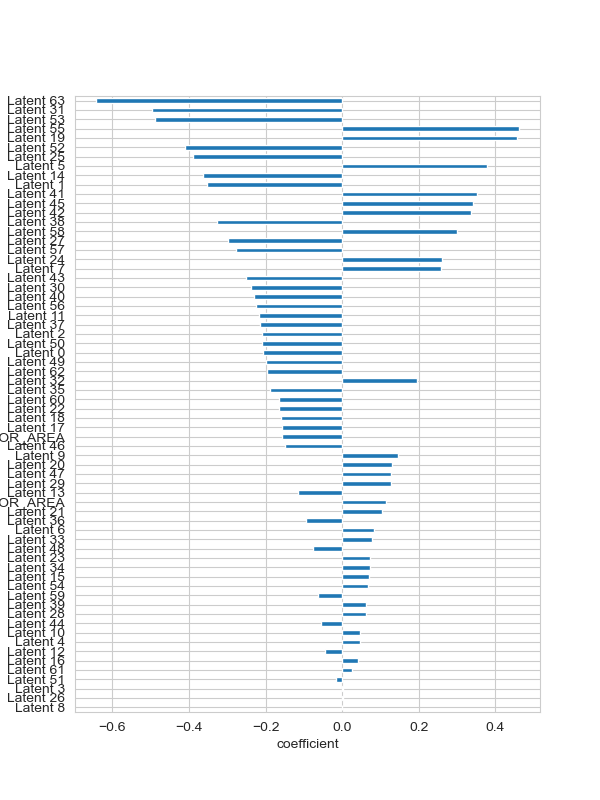 Latent 63
Latent 31
Latent 53
Latent 55
Latent 19
Latent 52
Latent 25
Latent 5
Latent 14
Latent 1
Latent 41
Latent 45
Latent 42
Latent 38
Latent 58
Latent 27
Latent 57
Latent 24
Latent 7
Latent 43
Latent 30
Latent 40
Latent 56
Latent 11
Latent 37
Latent 2
Latent 50
Latent 0
Latent 49
Latent 62
Latent 32
Latent 35
Latent 60
Latent 22
Latent 18
Latent 17
OR_AREA
Latent 46
Latent 9
Latent 20
Latent 47
Latent 29
Latent 13
OR_AREA
Latent 21
Latent 36
Latent 6
Latent 33
Latent 48
Latent 23
Latent 34
Latent 15
Latent 54
Latent 59
Latent 39
Latent 28
Latent 44
Latent 10
Latent 4
Latent 12
Latent 16
Latent 61
Latent 51
Latent 3
Latent 26
Latent 8
−0.6 −0.4 −0.2 0.0 0.2 0.4
coefficient